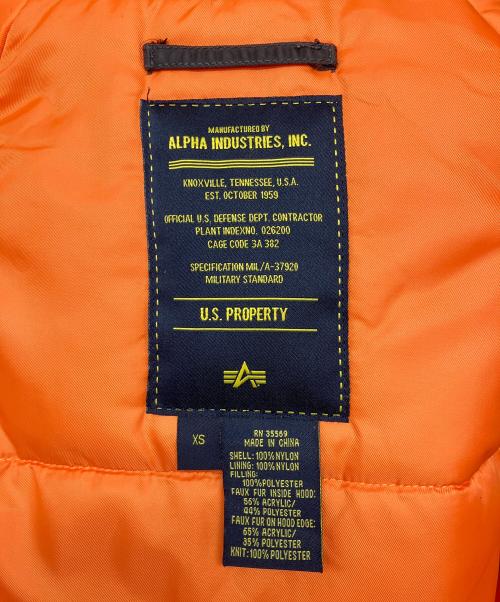 MANUFACTURED BY
ALPHA INDUSTRIES, INC.
KNOXVILLE, TENNESSEE, U.S.A.
EST. OCTOBER 1959
OFFICIAL U.S. DEFENSE DEPT. CONTRACTOR
PLANT INDEXNO. 026200
CAGE CODE 3A 382
SPECIFICATION MIL/A-37920
MILITARY STANDARD
U.S. PROPERTY
XS
RN 35569
MADE IN CHINA
SHELL: 100% NYLON
LINING: 100% NYLON
FILLING:
100% POLYESTER
FAUX FUR INSIDE HOOD:
56% ACRYLIC/
44% POLYESTER
FAUX FUR ON HOOD EDGE:
65% ACRYLIC/
35% POLYESTER
KNIT: 100% POLYESTER